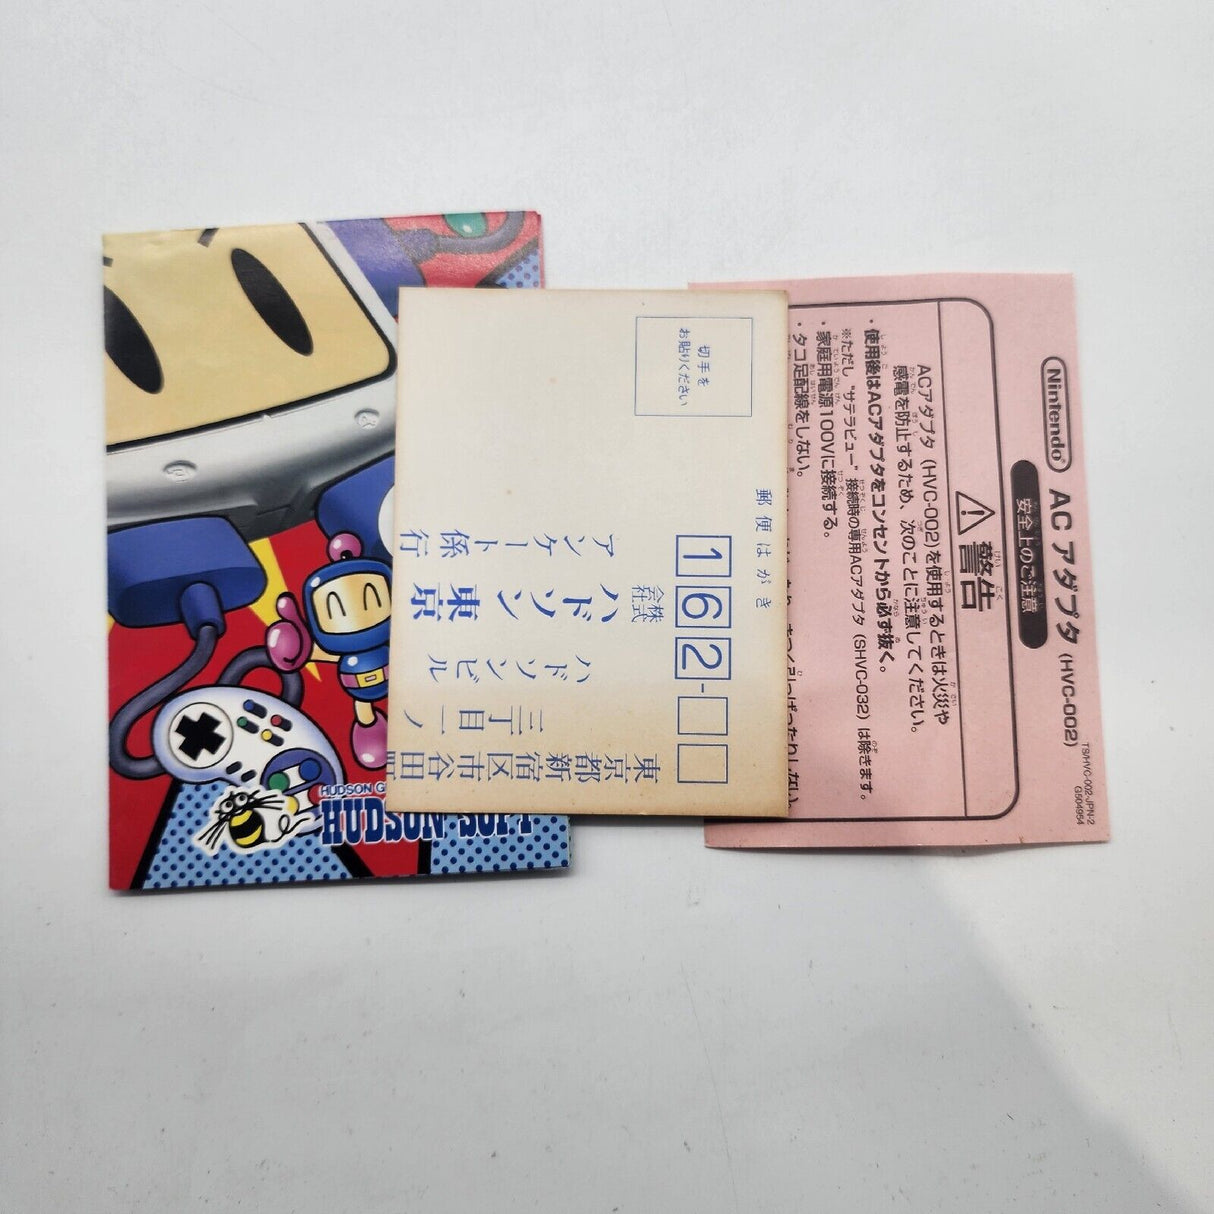 HUDSON G
HUDSON SOFT
郵便はがき
162-
切手を
お貼りください
東京都新宿区市谷田町
三丁目一ノ
ハドソンビル
株式会社
ハドソン東京
アンケート係行
Nintendo
ACアダプタ (HVC-002)
安全上のご注意
TS/HVC-002-JPN-2
G504954
警告
ACアダプタ (HVC-002)を使用するときは火災や
感電を防止するため、次のことに注意してください。
・使用後はACアダプタをコンセントから必ず抜く。
※ただし“サテラビュー”接続時の専用ACアダプタ (SHVC-032) は除きます。
・家庭用電源100Vに接続する。
・タコ足配線をしない。